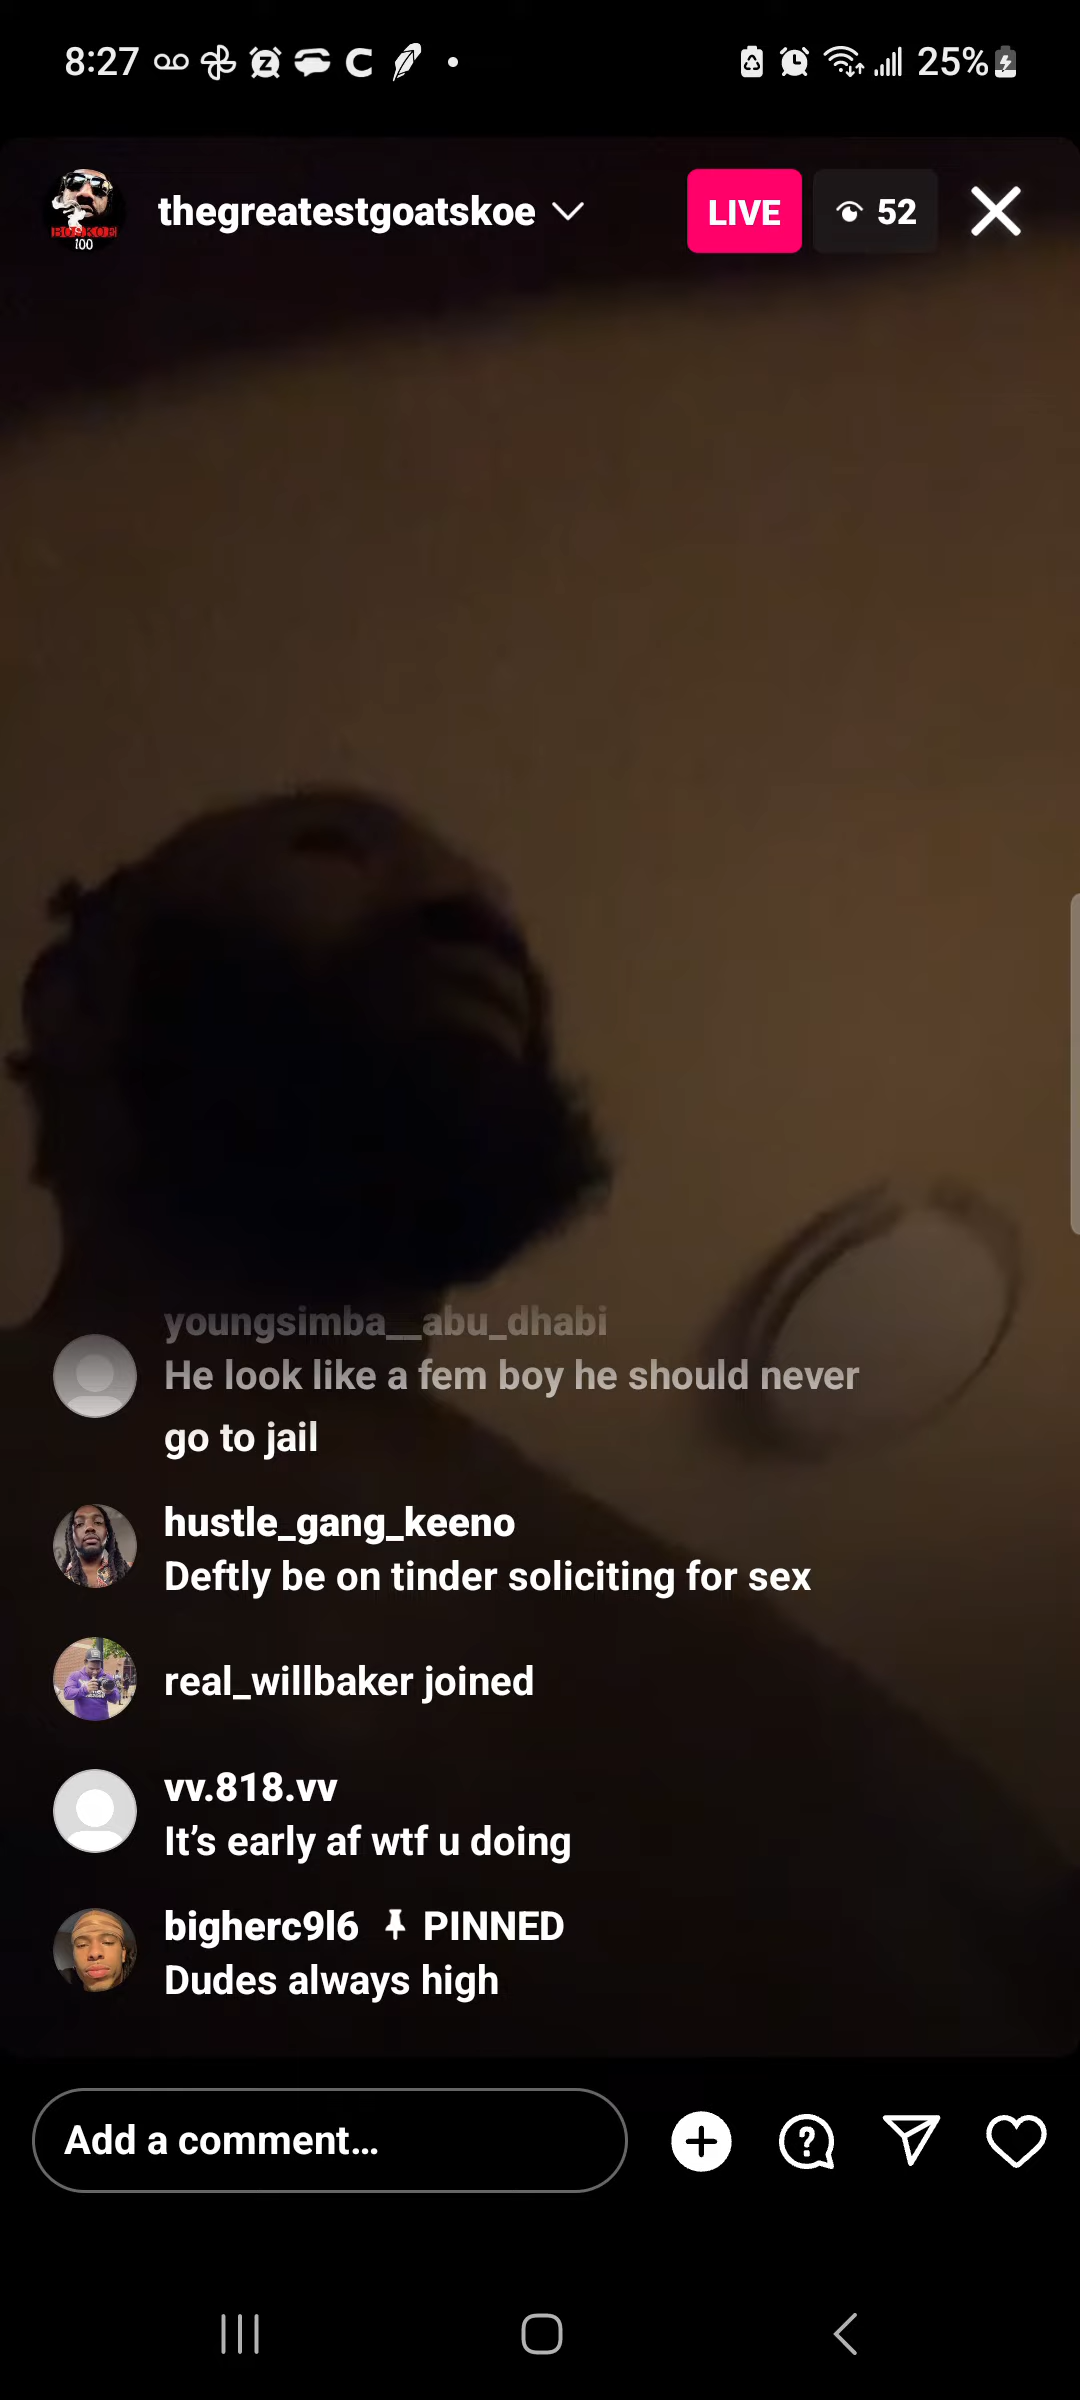 8:27
25%
BOSKOE
100
thegreatestgoatskoe
LIVE
52
youngsimba__abu_dhabi
He look like a fem boy he should never
go to jail
hustle_gang_keeno
Deftly be on tinder soliciting for sex
real_willbaker joined
vv.818.vv
It’s early af wtf u doing
bigherc9l6 PINNED
Dudes always high
Add a comment...